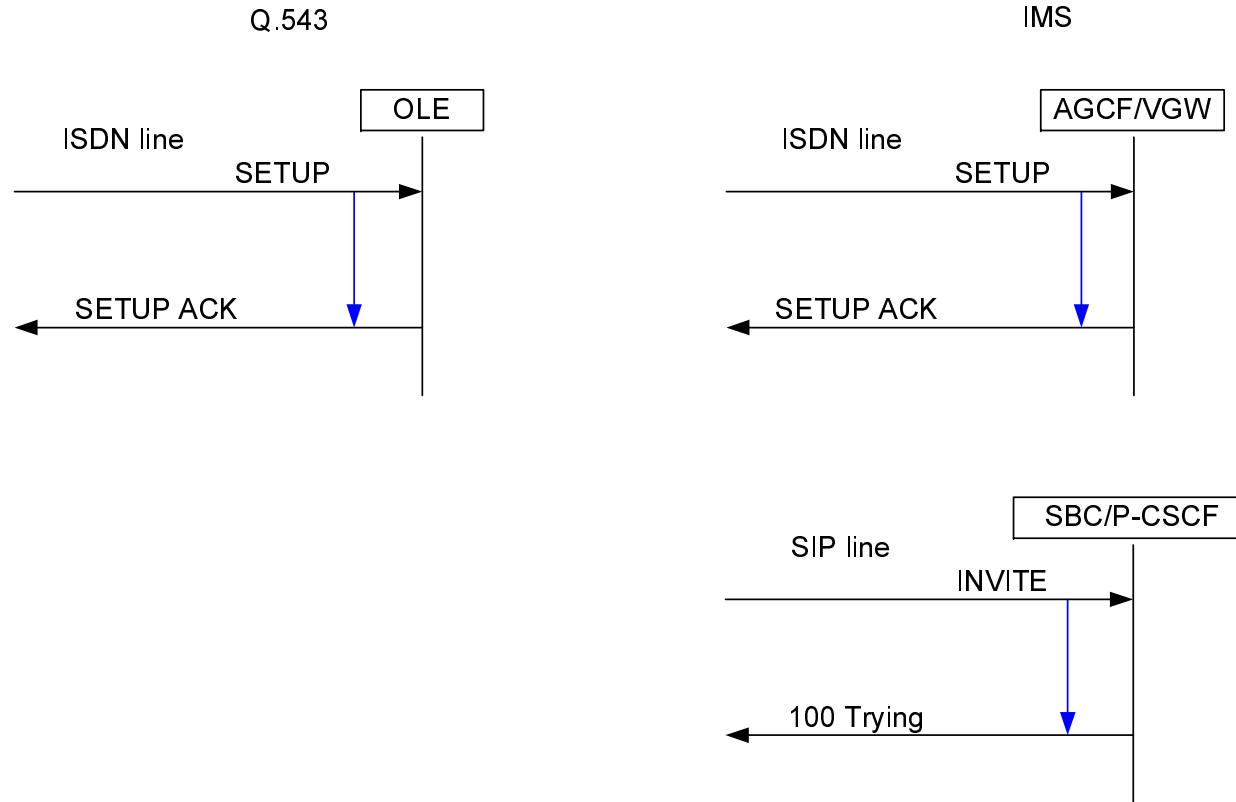 Q.543
IMS
OLE
ISDN line
SETUP
SETUP ACK
AGCF/VGW
ISDN line
SETUP
SETUP ACK
SBC/P-CSCF
SIP line
INVITE
100 Trying